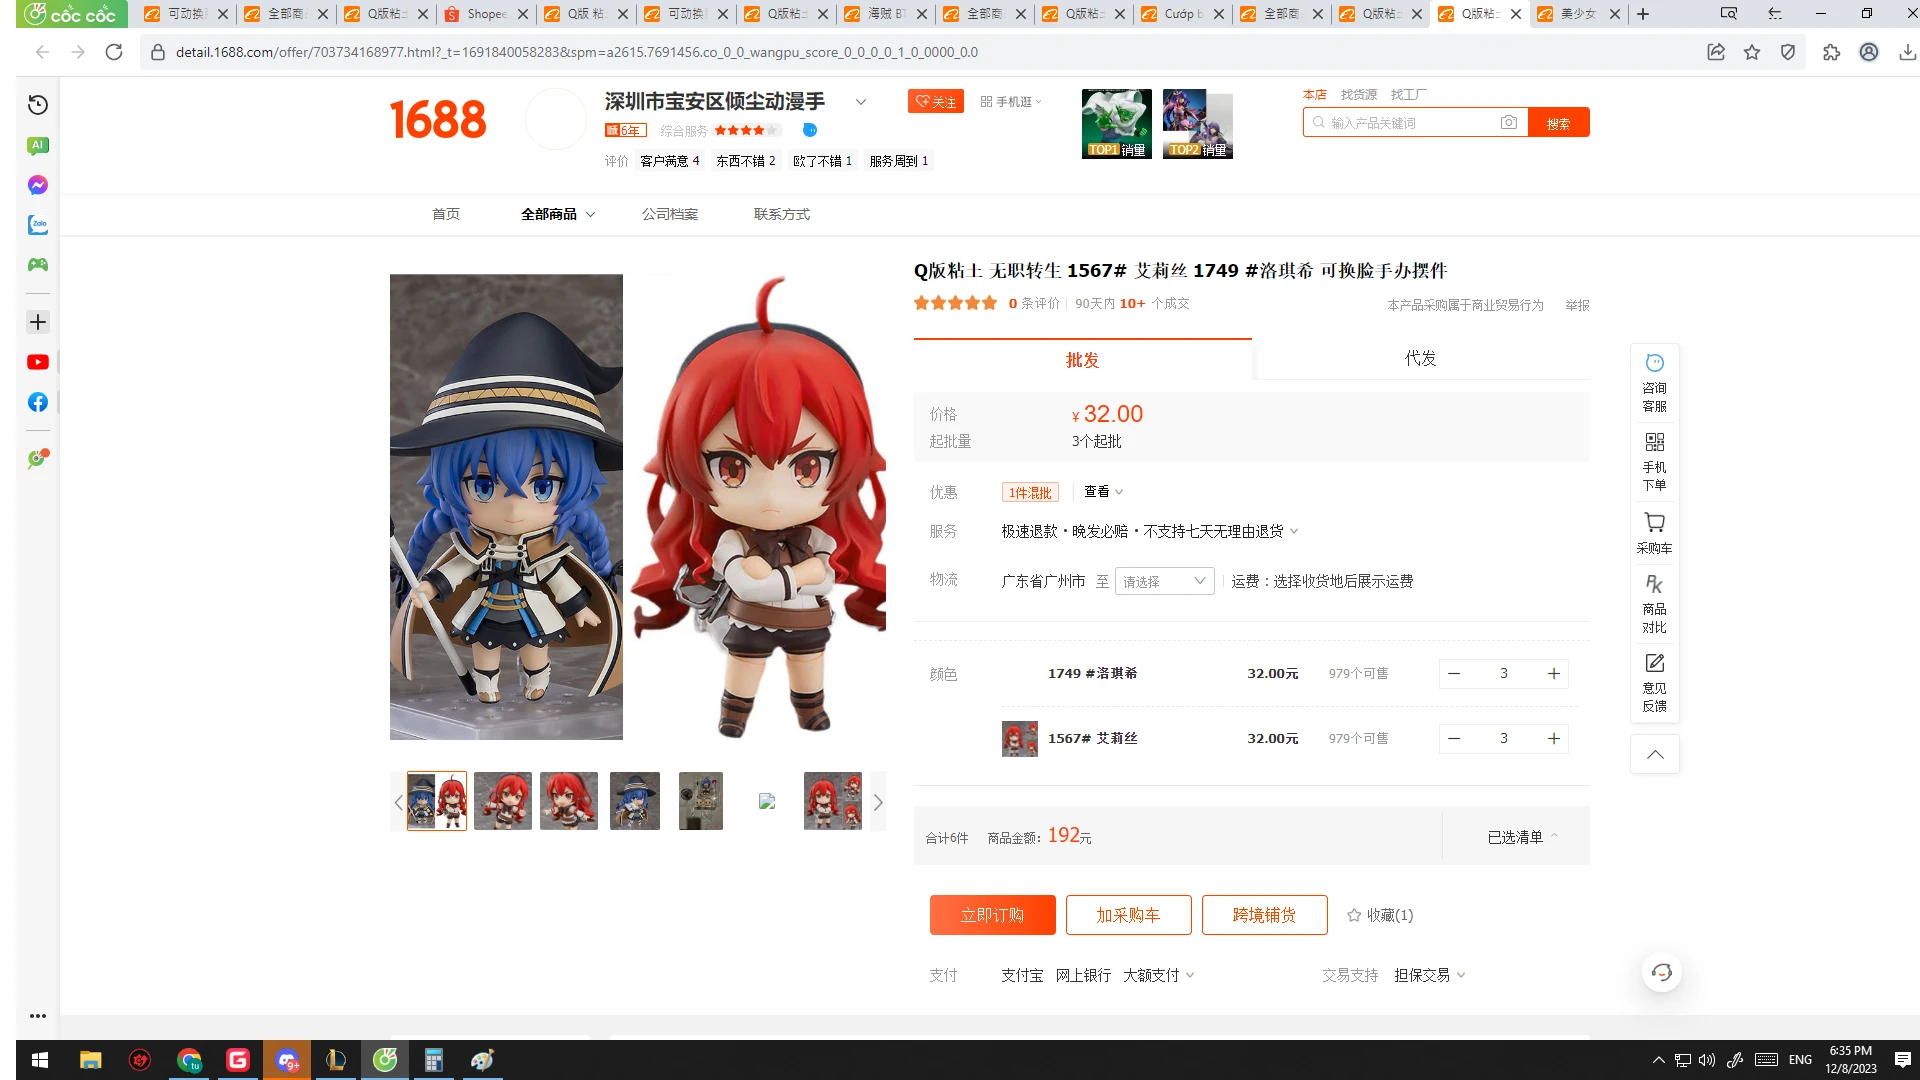 cốc cốc
可动换
全部商
Q版粘土
Shopee
Q版 粘
可动换
Q版粘土
海贼 BT
全部商
Q版粘土
Cướp b
全部商
Q版粘土
Q版粘土
美少女
detail.1688.com/offer/703734168977.html?_t=1691840058283&spm=a2615.7691456.co_0_0_wangpu_score_0_0_0_0_1_0_0000_0.0
AI
Zalo
1688
深圳市宝安区倾尘动漫手
关注
手机逛
6年
综合服务
评价 客户满意 4 东西不错 2 欧了不错 1 服务周到 1
TOP1 销量
TOP2 销量
本店 找货源 找工厂
输入产品关键词
搜索
首页 全部商品 公司档案 联系方式
Q版粘土 无职转生 1567# 艾莉丝 1749 #洛琪希 可换脸手办摆件
0 条评价 90天内 10+ 个成交
本产品采购属于商业贸易行为 举报
批发 代发
价格 ¥ 32.00
起批量 3个起批
优惠 1件混批 查看
服务 极速退款·晚发必赔·不支持七天无理由退货
物流 广东省广州市 至 请选择 运费：选择收货地后展示运费
颜色 1749 #洛琪希 32.00元 979个可售 − 3 +
1567# 艾莉丝 32.00元 979个可售 − 3 +
合计6件 商品金额: 192元 已选清单
立即订购 加采购车 跨境铺货 收藏(1)
支付 支付宝 网上银行 大额支付 交易支持 担保交易
咨询
客服
手机
下单
采购车
PK
商品
对比
意见
反馈
tu
9+
ENG
6:35 PM
12/8/2023